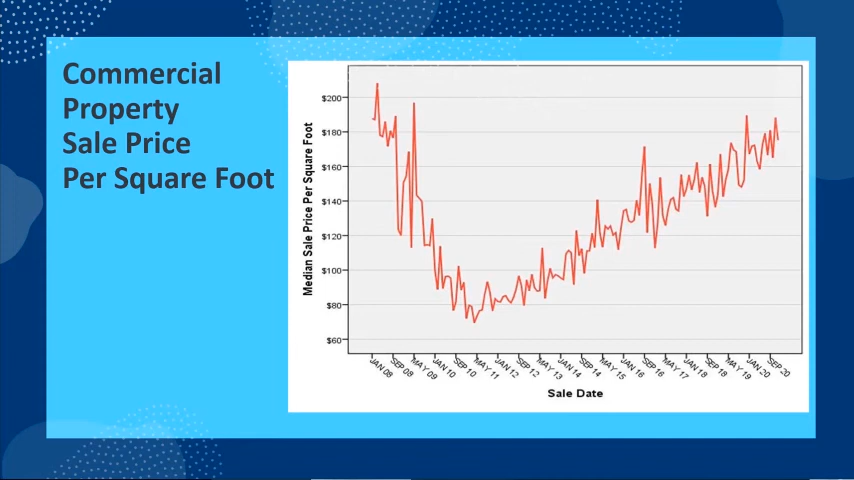 Commercial
Property
Sale Price
Per Square Foot
Median Sale Price Per Square Foot
$200
$180
$160
$140
$120
$100
$80
$60
JAN 08
SEP 08
MAY 09
JAN 10
SEP 10
MAY 11
JAN 12
SEP 12
MAY 13
JAN 14
SEP 14
MAY 15
JAN 16
SEP 16
MAY 17
JAN 18
SEP 18
MAY 19
JAN 20
SEP 20
Sale Date